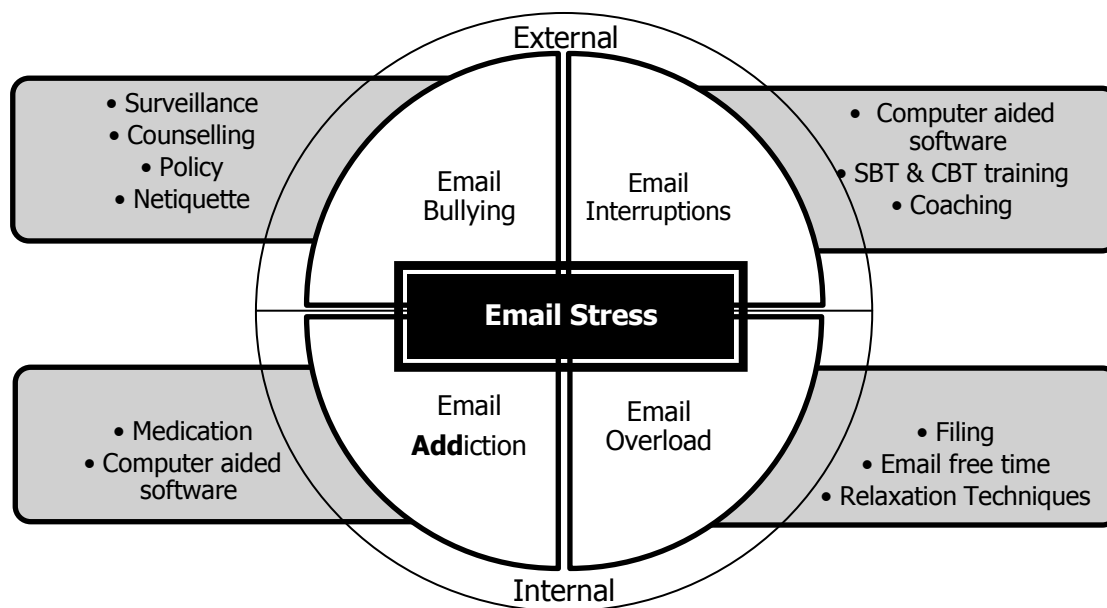 External
• Surveillance
• Counselling
• Policy
• Netiquette
Email
Bullying
Email
Interruptions
• Computer aided
software
• SBT & CBT training
• Coaching
Email Stress
• Medication
• Computer aided
software
Email
Addiction
Email
Overload
• Filing
• Email free time
• Relaxation Techniques
Internal